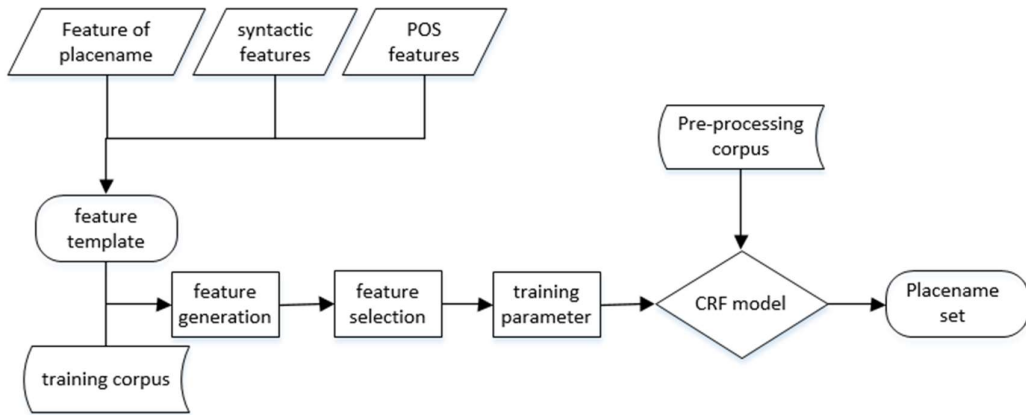 Feature of
placename
syntactic
features
POS
features
Pre-processing
corpus
feature
template
feature
generation
feature
selection
training
parameter
CRF model
Placename
set
training corpus